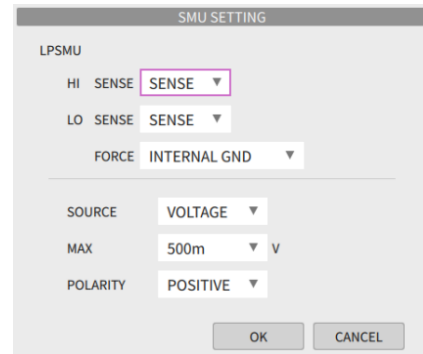 SMU SETTING
LPSMU
HI SENSE SENSE ▼
LO SENSE SENSE ▼
FORCE INTERNAL GND ▼
SOURCE VOLTAGE ▼
MAX 500m ▼ V
POLARITY POSITIVE ▼
OK CANCEL